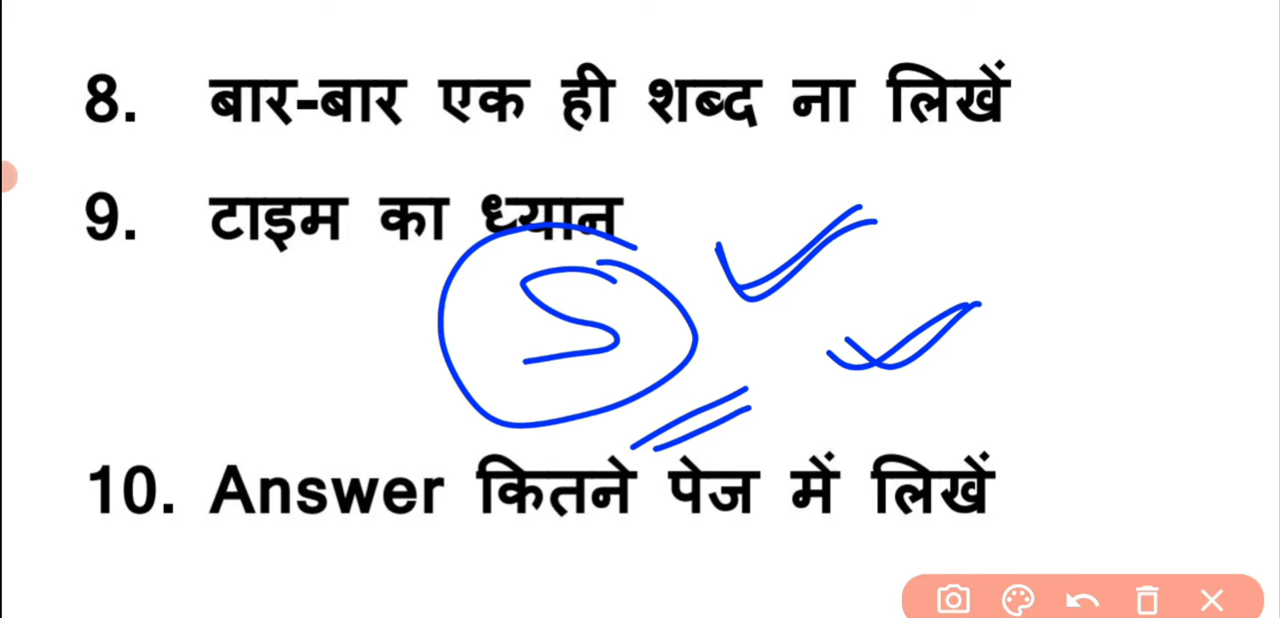 8. बार-बार एक ही शब्द ना लिखें
9. टाइम का ध्यान
10. Answer कितने पेज में लिखें